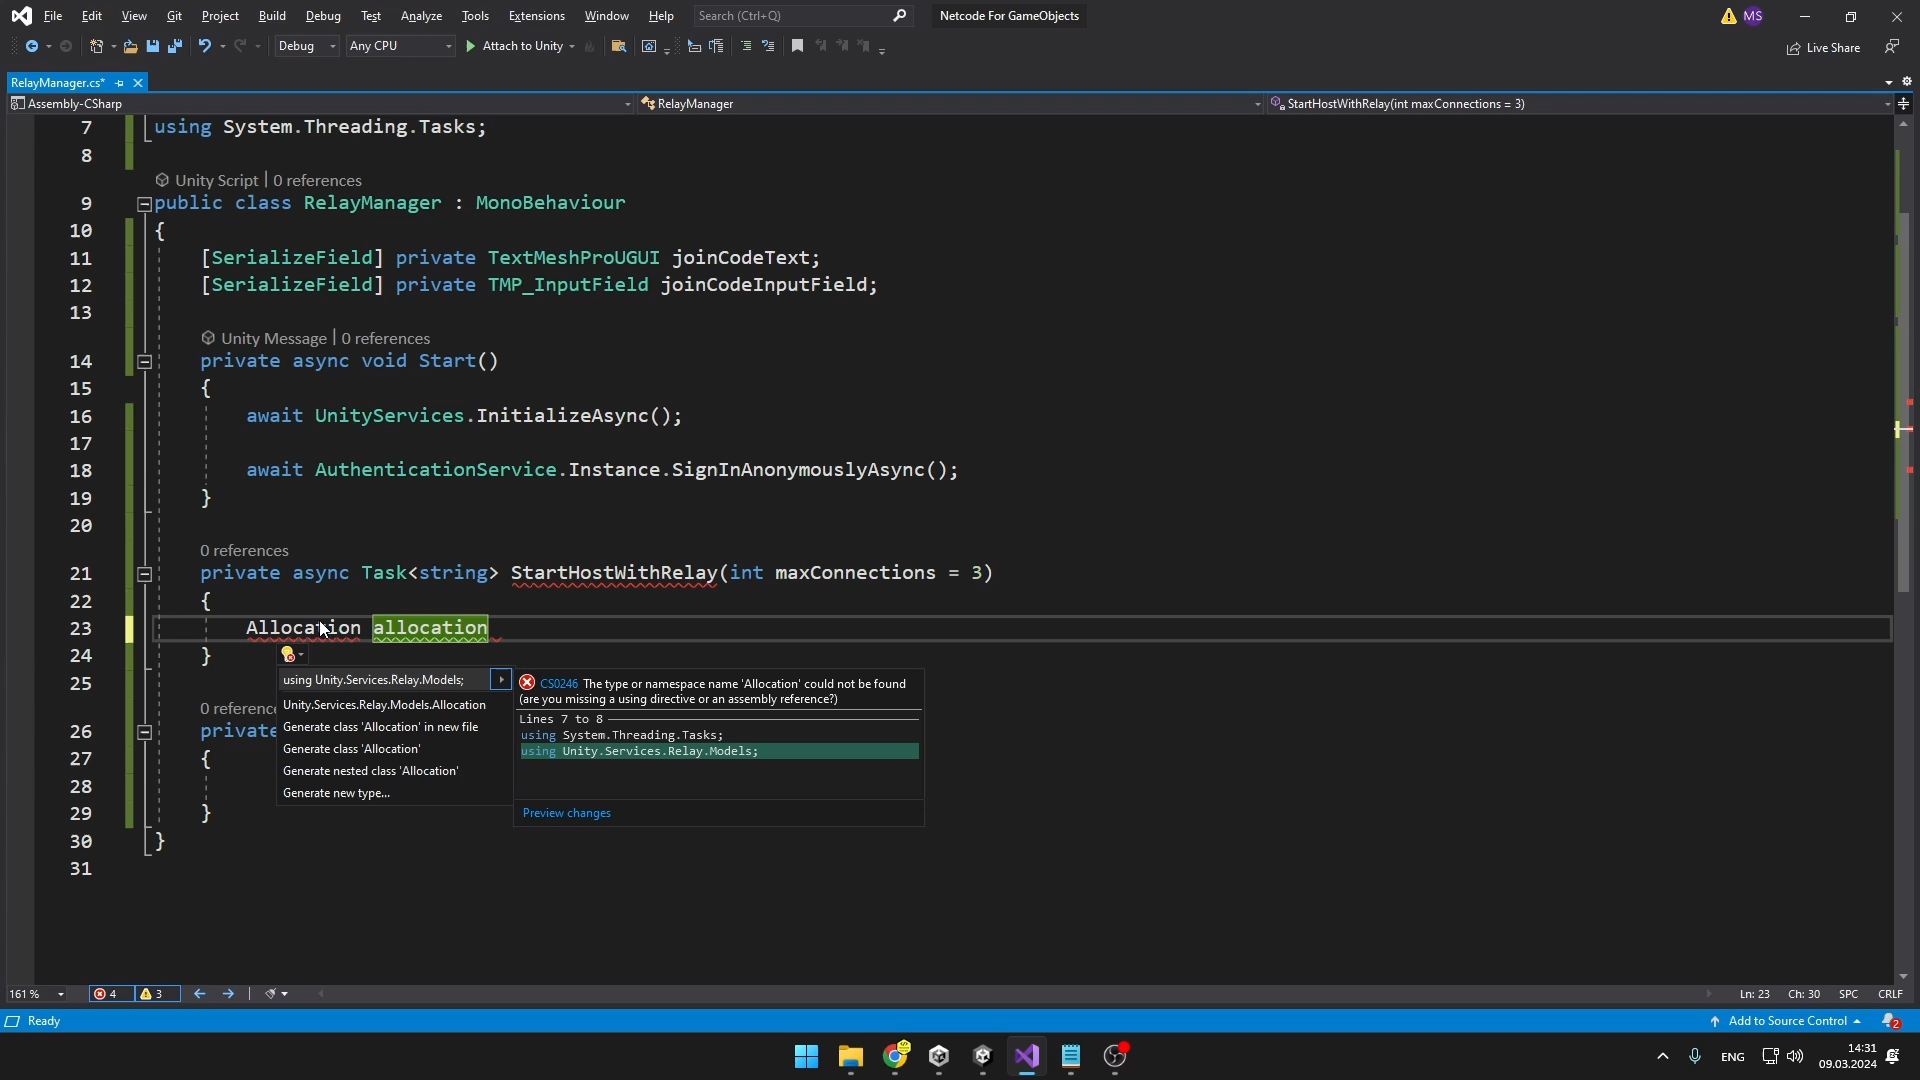 File Edit View Git Project Build Debug Test Analyze Tools Extensions Window Help Search (Ctrl+Q) Netcode For GameObjects MS
Debug Any CPU Attach to Unity Live Share
RelayManager.cs*
Assembly-CSharp RelayManager StartHostWithRelay(int maxConnections = 3)
7 using System.Threading.Tasks;
8
Unity Script | 0 references
9 public class RelayManager : MonoBehaviour
10 {
11 [SerializeField] private TextMeshProUGUI joinCodeText;
12 [SerializeField] private TMP_InputField joinCodeInputField;
13
Unity Message | 0 references
14 private async void Start()
15 {
16 await UnityServices.InitializeAsync();
17
18 await AuthenticationService.Instance.SignInAnonymouslyAsync();
19 }
20
0 references
21 private async Task<string> StartHostWithRelay(int maxConnections = 3)
22 {
23 Allocation allocation
24 }
25
0 reference
26 private
27 {
28
29 }
30 }
31
using Unity.Services.Relay.Models;
Unity.Services.Relay.Models.Allocation
Generate class 'Allocation' in new file
Generate class 'Allocation'
Generate nested class 'Allocation'
Generate new type...
CS0246 The type or namespace name 'Allocation' could not be found
(are you missing a using directive or an assembly reference?)
Lines 7 to 8
using System.Threading.Tasks;
using Unity.Services.Relay.Models;
Preview changes
161 % 4 3 Ln: 23 Ch: 30 SPC CRLF
Ready Add to Source Control 2
ENG 14:31
09.03.2024